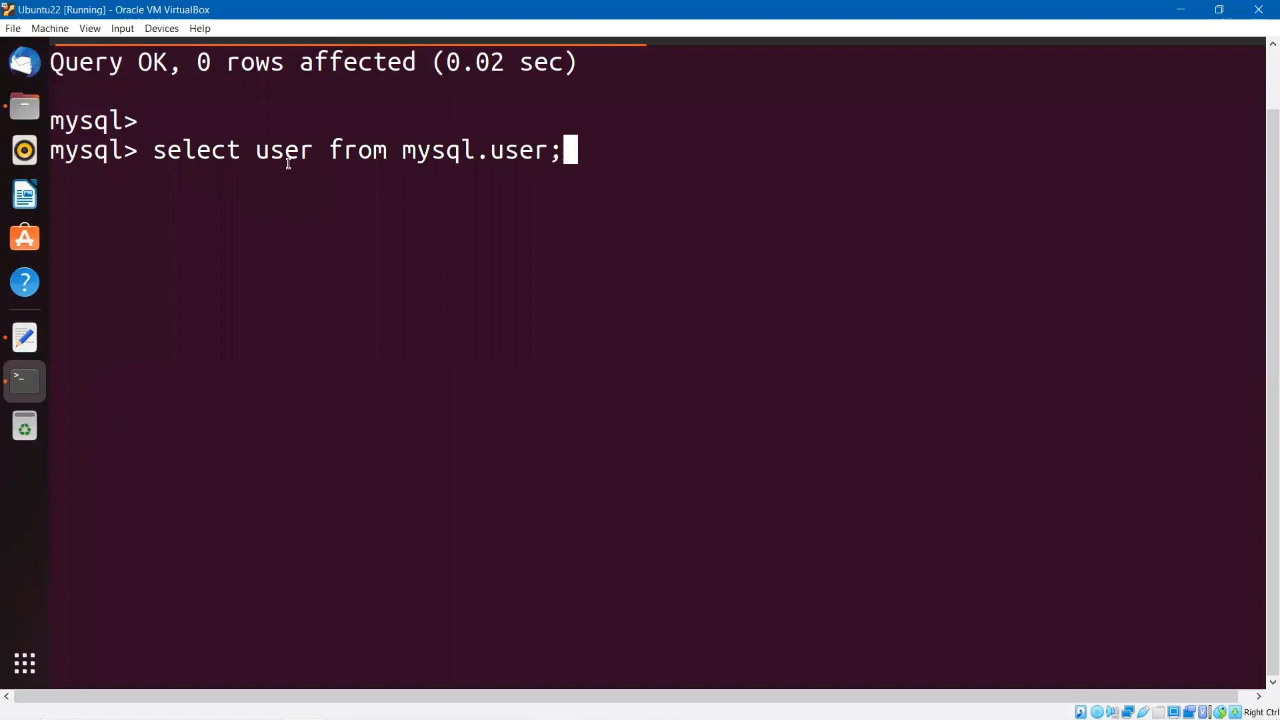 Ubuntu22 [Running] - Oracle VM VirtualBox
File Machine View Input Devices Help
Query OK, 0 rows affected (0.02 sec)
mysql>
mysql> select user from mysql.user;
Right Ctrl